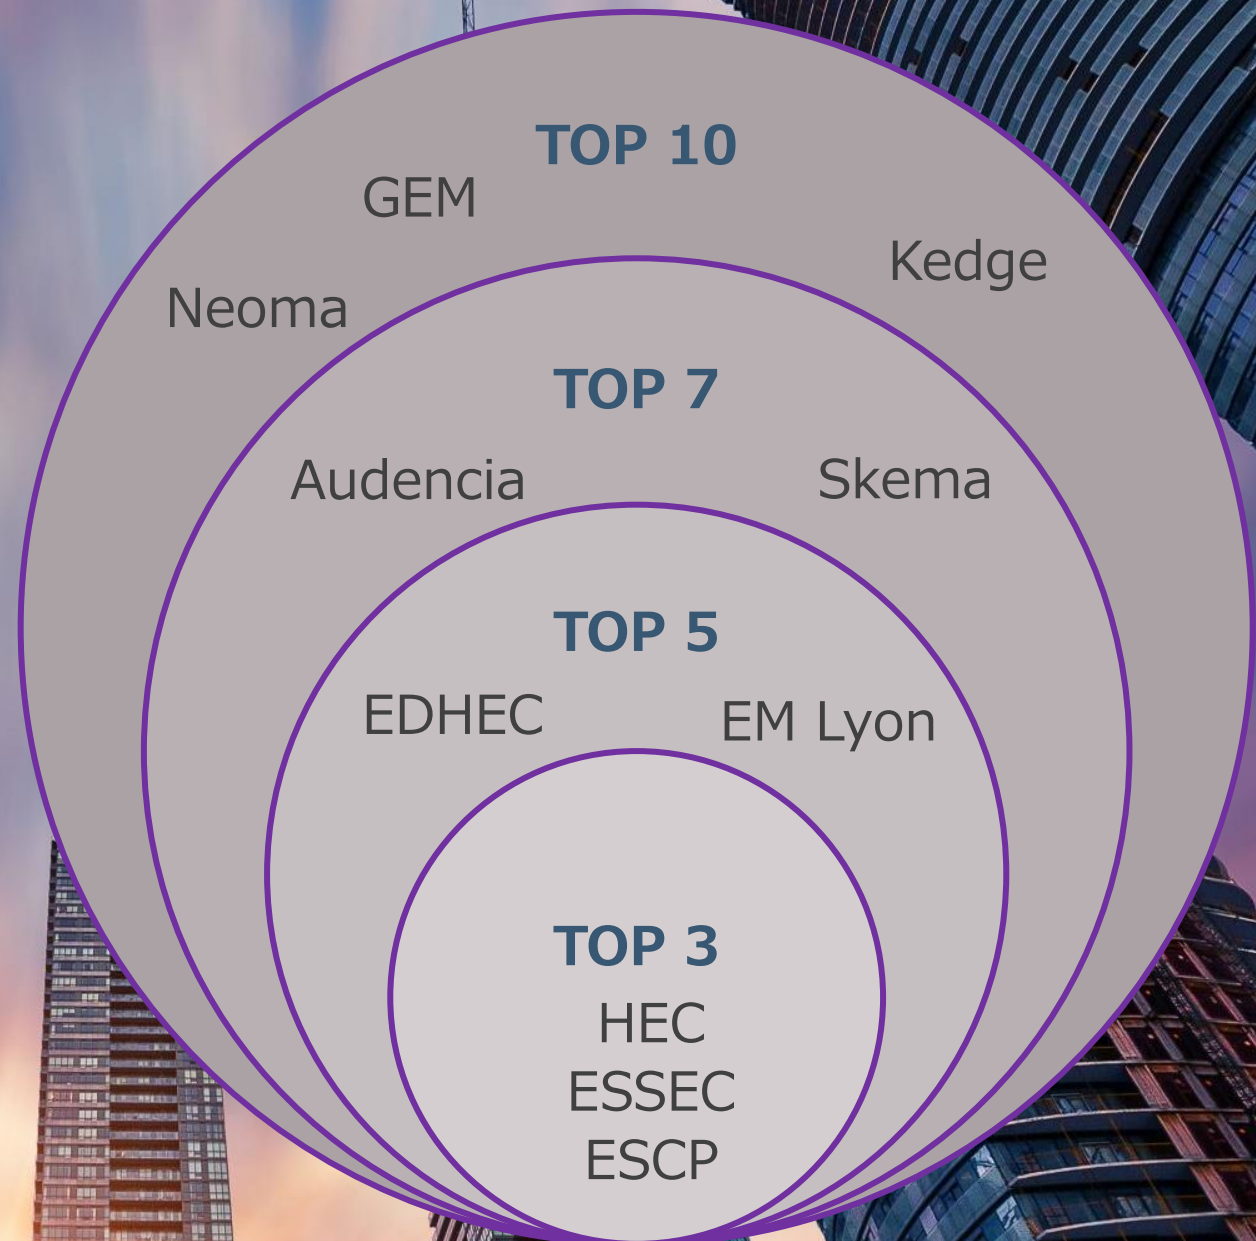 TOP 10
GEM
Kedge
Neoma
TOP 7
Audencia
Skema
TOP 5
EDHEC
EM Lyon
TOP 3
HEC
ESSEC
ESCP